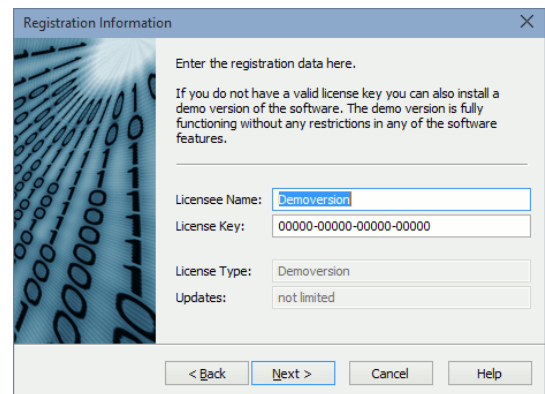 Registration Information
Enter the registration data here.
If you do not have a valid license key you can also install a
demo version of the software. The demo version is fully
functioning without any restrictions in any of the software
features.
Licensee Name: Demoversion
License Key: 00000-00000-00000-00000
License Type: Demoversion
Updates: not limited
< Back Next > Cancel Help